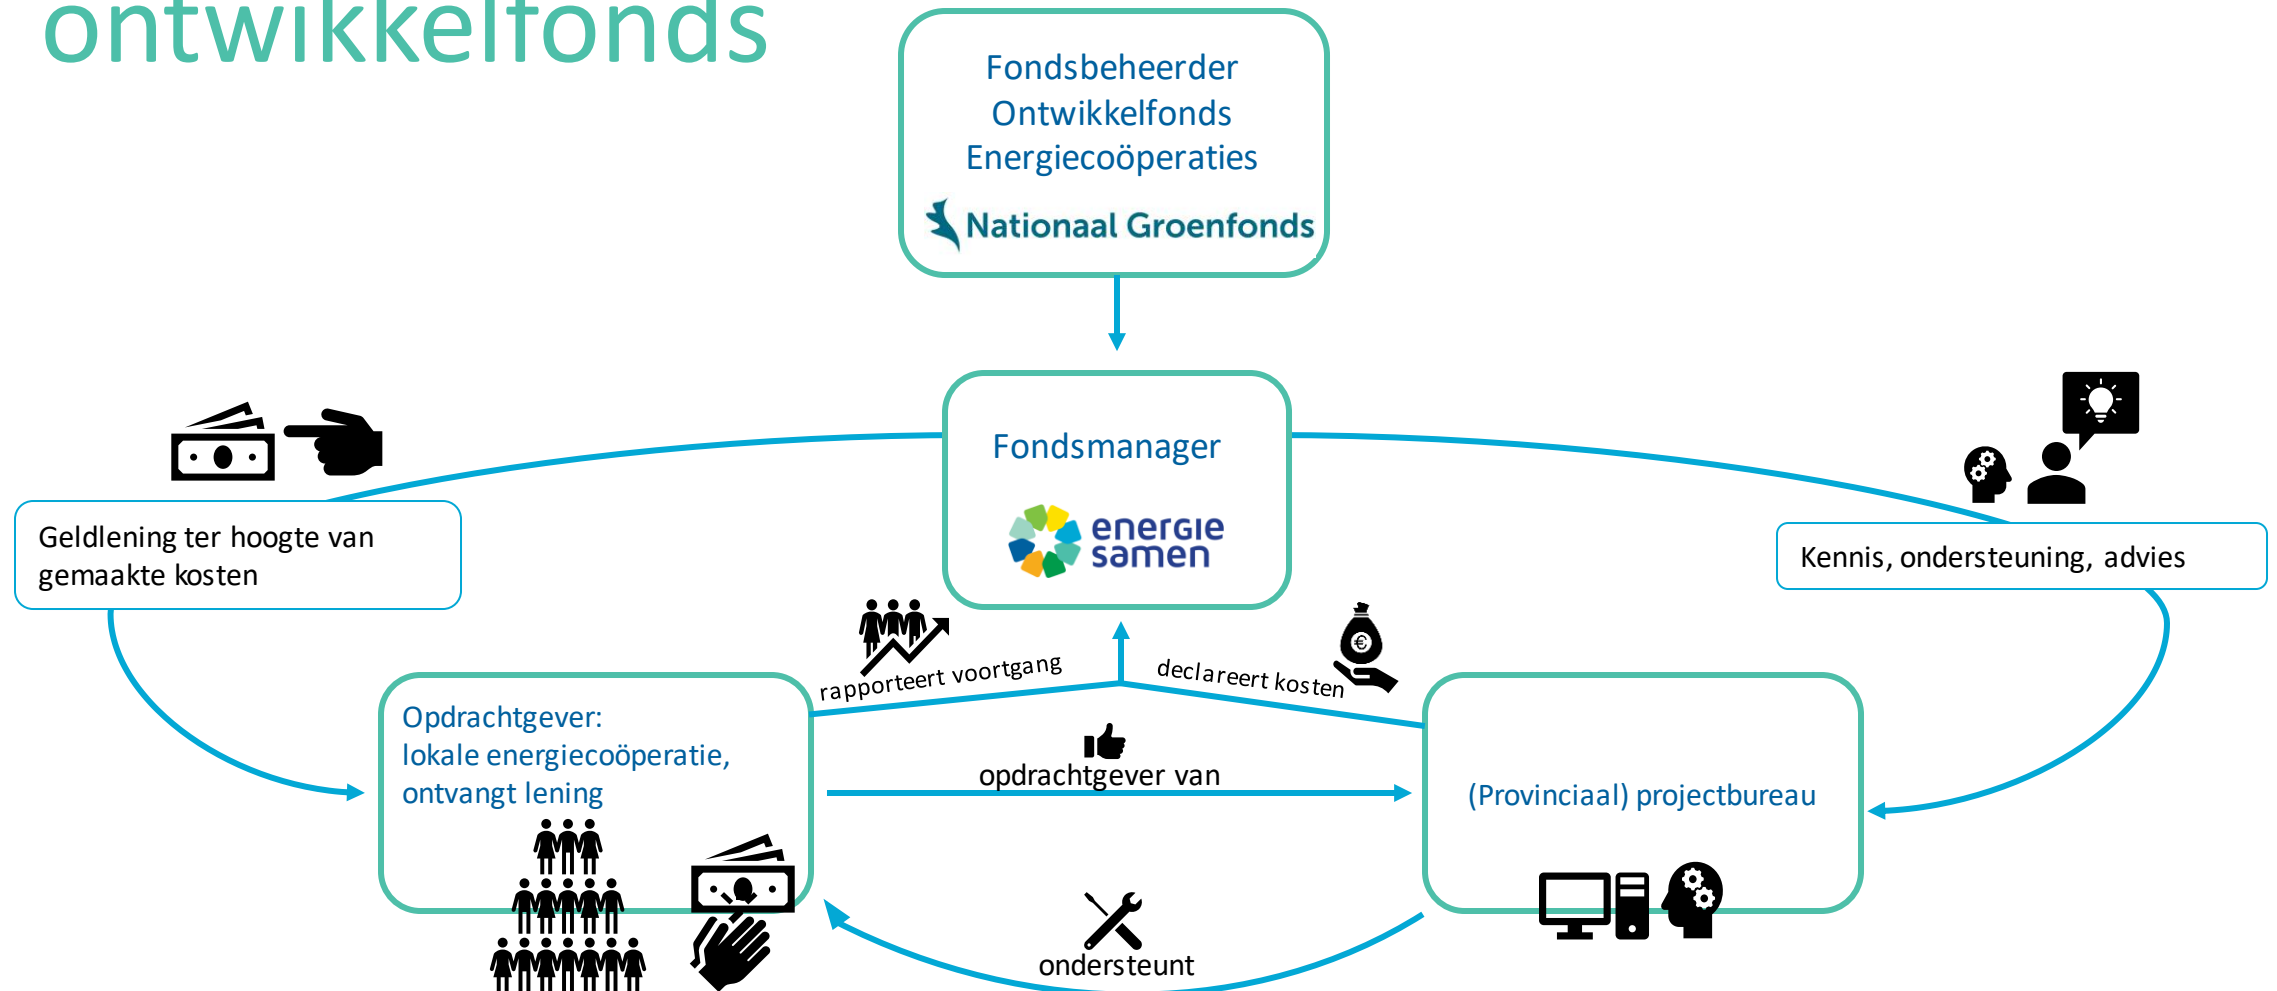 ontwikkelfonds
Fondsbeheerder
Ontwikkelfonds
Energiecoöperaties
Nationaal Groenfonds
Fondsmanager
energie
samen
Geldlening ter hoogte van
gemaakte kosten
Kennis, ondersteuning, advies
rapporteert voortgang
declareert kosten
€
Opdrachtgever:
lokale energiecoöperatie,
ontvangt lening
opdrachtgever van
(Provinciaal) projectbureau
ondersteunt